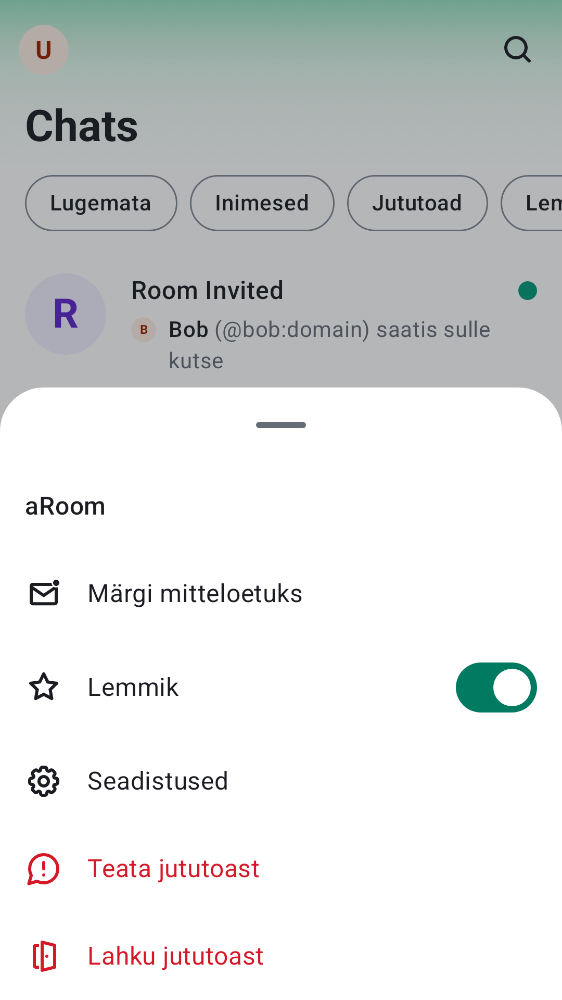 U
Chats
Lugemata Inimesed Jututoad Lem
R
Room Invited
B Bob (@bob:domain) saatis sulle
kutse
aRoom
Märgi mitteloetuks
Lemmik
Seadistused
Teata jututoast
Lahku jututoast